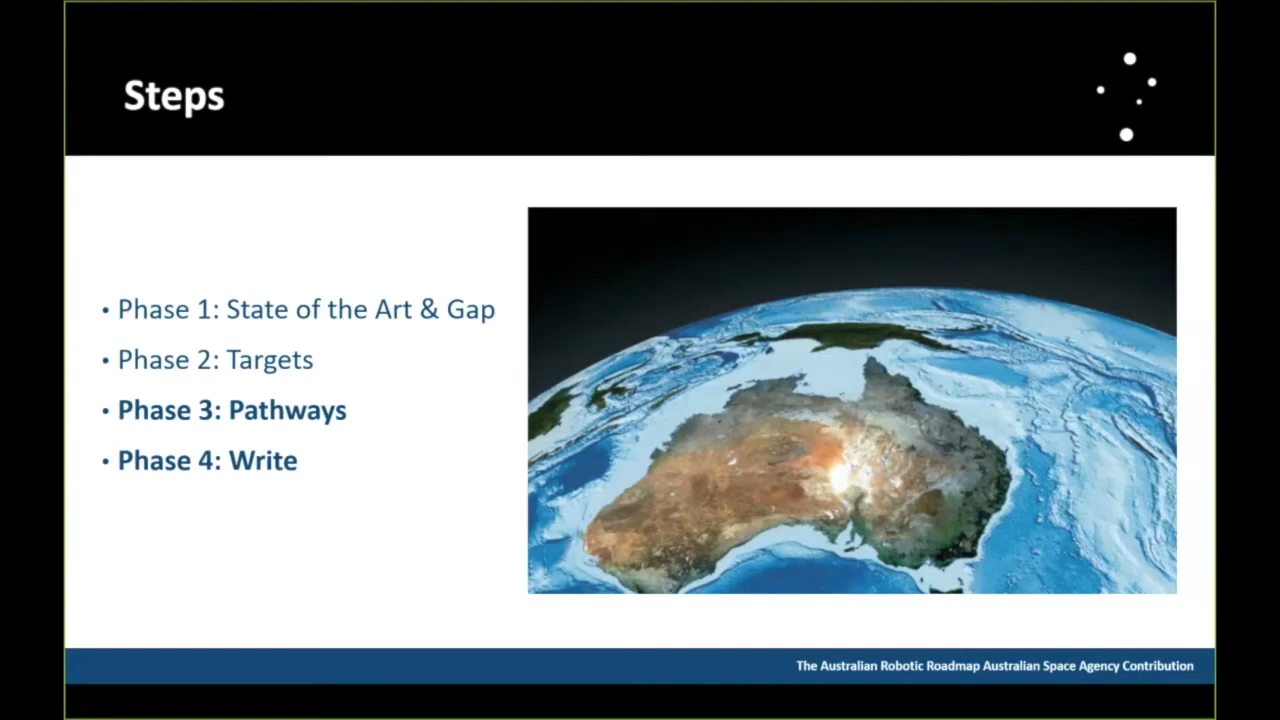 Steps
• Phase 1: State of the Art & Gap
• Phase 2: Targets
• Phase 3: Pathways
• Phase 4: Write
The Australian Robotic Roadmap Australian Space Agency Contribution